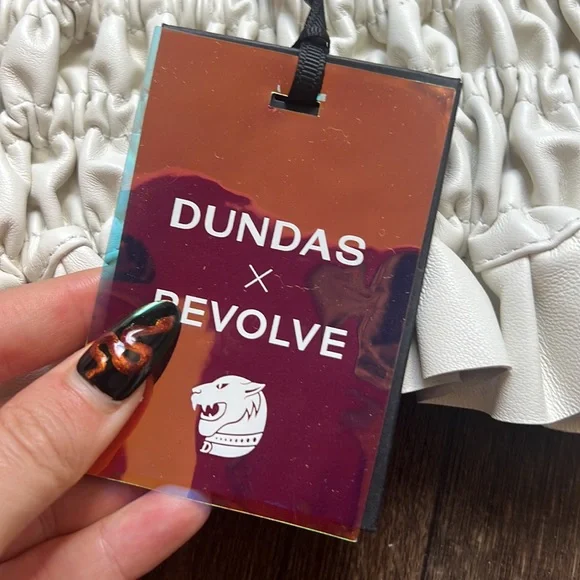 DUNDAS
×
REVOLVE
D